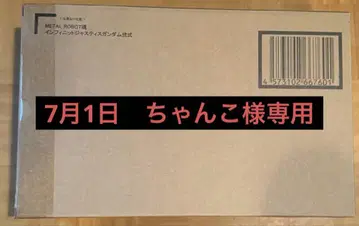 METAL ROBOT魂
インフィニットジャスティスガンダム弐式
4573102667601
7月1日　ちゃんこ様専用